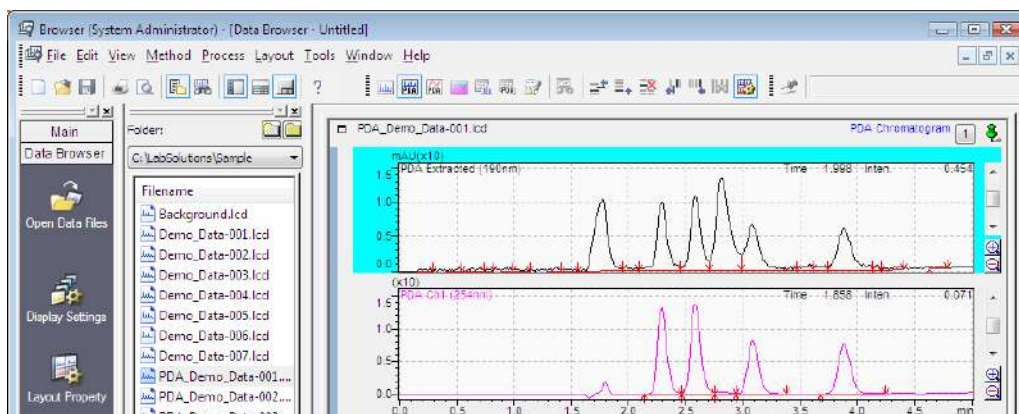 Browser (System Administrator) - [Data Browser - Untitled]
File Edit View Method Process Layout Tools Window Help
Main
Data Browser
Open Data Files
Display Settings
Layout Property
Folder:
C:\LabSolutions\Sample
Filename
Background.lcd
Demo_Data-001.lcd
Demo_Data-002.lcd
Demo_Data-003.lcd
Demo_Data-004.lcd
Demo_Data-005.lcd
Demo_Data-006.lcd
Demo_Data-007.lcd
PDA_Demo_Data-001....
PDA_Demo_Data-002....
PDA_Demo_Data-001.lcd PDA Chromatogram 1
mAU(x10)
PDA Extracted (190nm) Time 1.998 Inten. 0.454
1.5
1.0
0.5
0.0
(x10)
PDA Ch1 (254nm) Time 1.858 Inten. 0.071
1.5
1.0
0.5
0.0
0.0 0.5 1.0 1.5 2.0 2.5 3.0 3.5 4.0 4.5 min